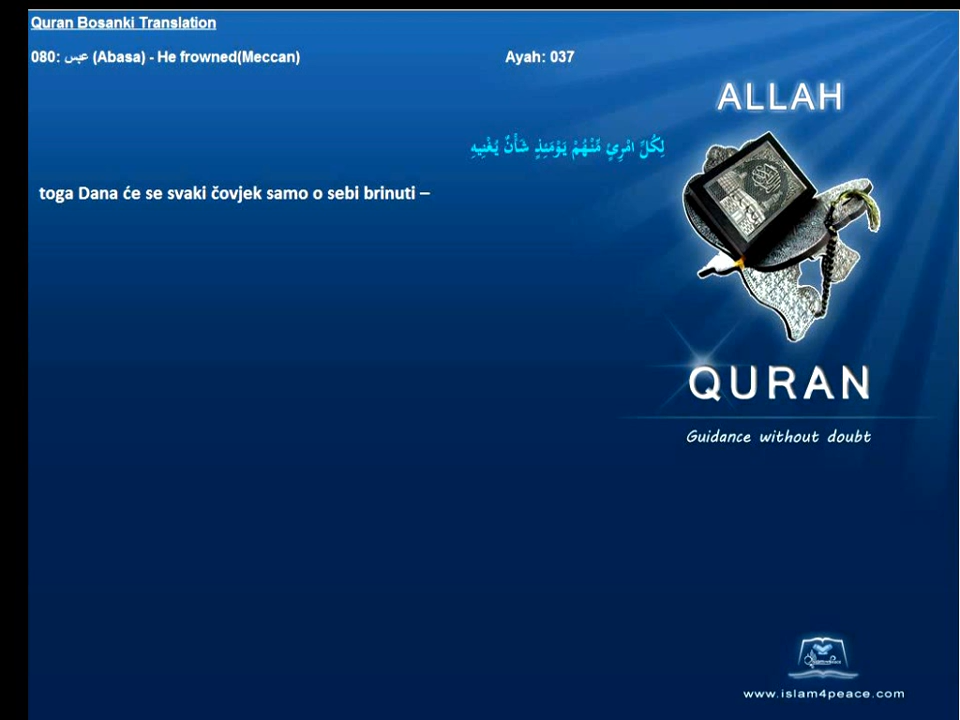 Quran Bosanki Translation
080: عبس (Abasa) - He frowned(Meccan) Ayah: 037
ALLAH
لِكُلِّ امْرِئٍ مِّنْهُمْ يَوْمَئِذٍ شَأْنٌ يُغْنِيهِ
toga Dana će se svaki čovjek samo o sebi brinuti –
QURAN
Guidance without doubt
www.islam4peace.com